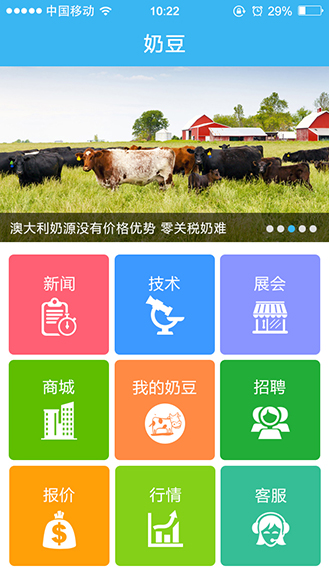 中国移动 10:22 29%
奶豆
澳大利奶源没有价格优势 零关税奶难
新闻 技术 展会
商城 我的奶豆 招聘
报价 行情 客服